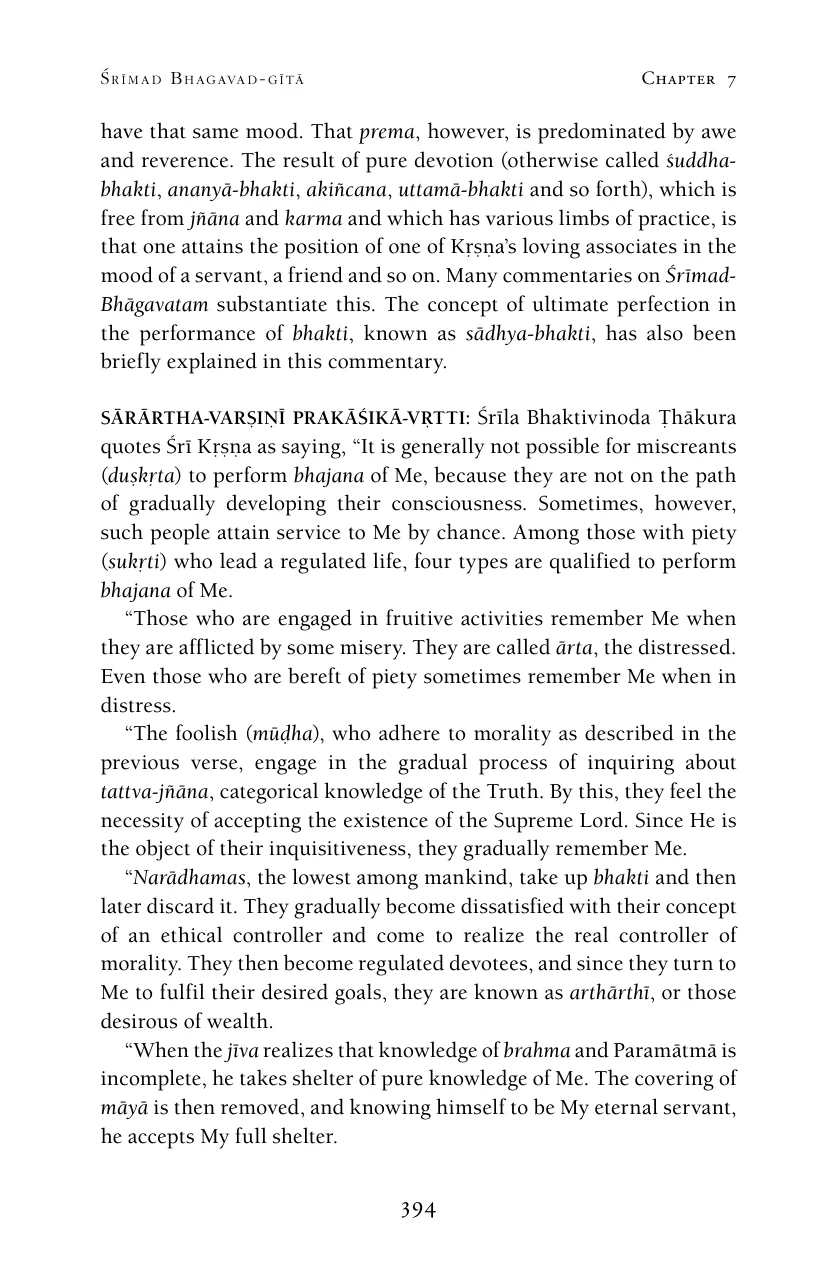 Śrīmad Bhagavad-gītā Chapter 7
have that same mood. That prema, however, is predominated by awe
and reverence. The result of pure devotion (otherwise called śuddha-
bhakti, ananyā-bhakti, akiñcana, uttamā-bhakti and so forth), which is
free from jñāna and karma and which has various limbs of practice, is
that one attains the position of one of Kṛṣṇa’s loving associates in the
mood of a servant, a friend and so on. Many commentaries on Śrīmad-
Bhāgavatam substantiate this. The concept of ultimate perfection in
the performance of bhakti, known as sādhya-bhakti, has also been
briefly explained in this commentary.
SĀRĀRTHA-VARṢIṆĪ PRAKĀŚIKĀ-VṚTTI: Śrīla Bhaktivinoda Ṭhākura
quotes Śrī Kṛṣṇa as saying, “It is generally not possible for miscreants
(duṣkṛta) to perform bhajana of Me, because they are not on the path
of gradually developing their consciousness. Sometimes, however,
such people attain service to Me by chance. Among those with piety
(sukṛti) who lead a regulated life, four types are qualified to perform
bhajana of Me.
“Those who are engaged in fruitive activities remember Me when
they are afflicted by some misery. They are called ārta, the distressed.
Even those who are bereft of piety sometimes remember Me when in
distress.
“The foolish (mūḍha), who adhere to morality as described in the
previous verse, engage in the gradual process of inquiring about
tattva-jñāna, categorical knowledge of the Truth. By this, they feel the
necessity of accepting the existence of the Supreme Lord. Since He is
the object of their inquisitiveness, they gradually remember Me.
“Narādhamas, the lowest among mankind, take up bhakti and then
later discard it. They gradually become dissatisfied with their concept
of an ethical controller and come to realize the real controller of
morality. They then become regulated devotees, and since they turn to
Me to fulfil their desired goals, they are known as arthārthī, or those
desirous of wealth.
“When the jīva realizes that knowledge of brahma and Paramātmā is
incomplete, he takes shelter of pure knowledge of Me. The covering of
māyā is then removed, and knowing himself to be My eternal servant,
he accepts My full shelter.
394